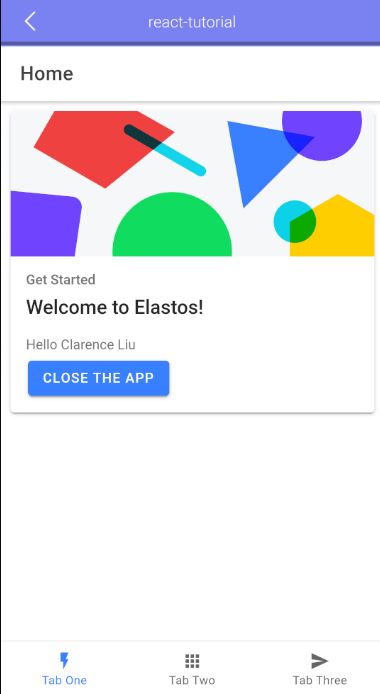 react-tutorial
Home
Get Started
Welcome to Elastos!
Hello Clarence Liu
CLOSE THE APP
Tab One
Tab Two
Tab Three